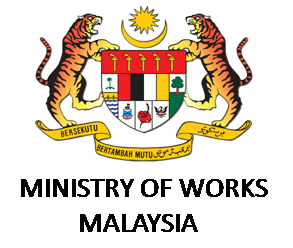 BERSEKUTU
BERTAMBAH MUTU
MINISTRY OF WORKS
MALAYSIA